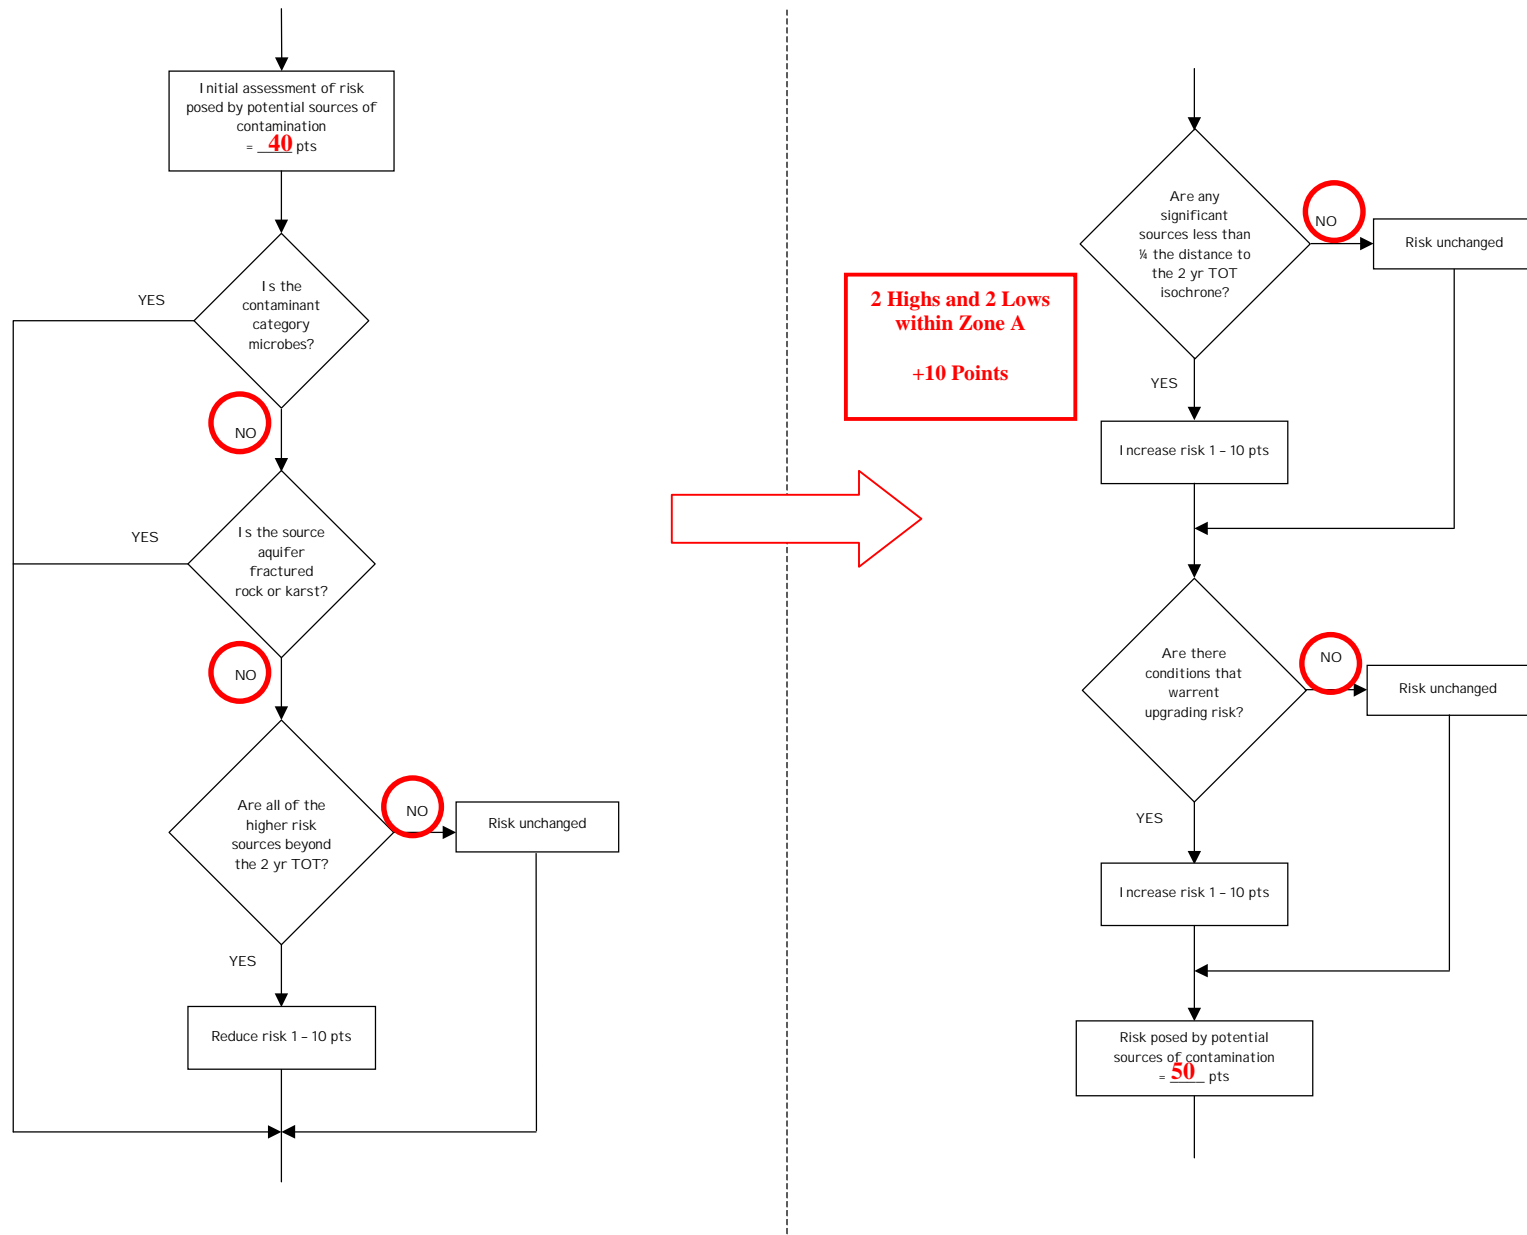 Initial assessment of risk
posed by potential sources of
contamination
= 40 pts
Is the
contaminant
category
microbes?
YES
NO
Is the source
aquifer
fractured
rock or karst?
YES
NO
Are all of the
higher risk
sources beyond
the 2 yr TOT?
NO
Risk unchanged
YES
Reduce risk 1 – 10 pts
Are any
significant
sources less than
¼ the distance to
the 2 yr TOT
isochrone?
NO
Risk unchanged
2 Highs and 2 Lows
within Zone A
+10 Points
YES
Increase risk 1 – 10 pts
Are there
conditions that
warrent
upgrading risk?
NO
Risk unchanged
YES
Increase risk 1 – 10 pts
Risk posed by potential
sources of contamination
= 50 pts